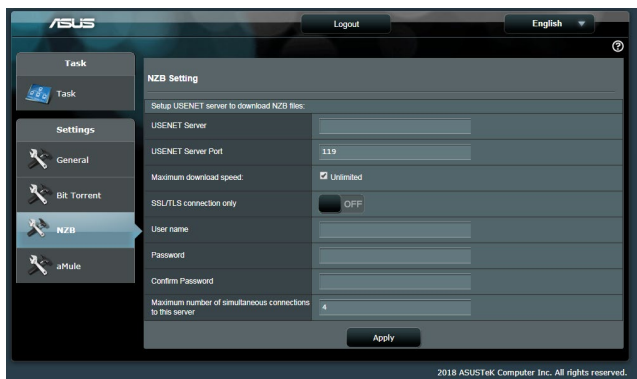 ASUS
Logout
English
Task
Task
Settings
General
Bit Torrent
NZB
aMule
NZB Setting
Setup USENET server to download NZB files:
USENET Server
USENET Server Port
119
Maximum download speed:
Unlimited
SSL/TLS connection only
OFF
User name
Password
Confirm Password
Maximum number of simultaneous connections
to this server
4
Apply
2018 ASUSTeK Computer Inc. All rights reserved.